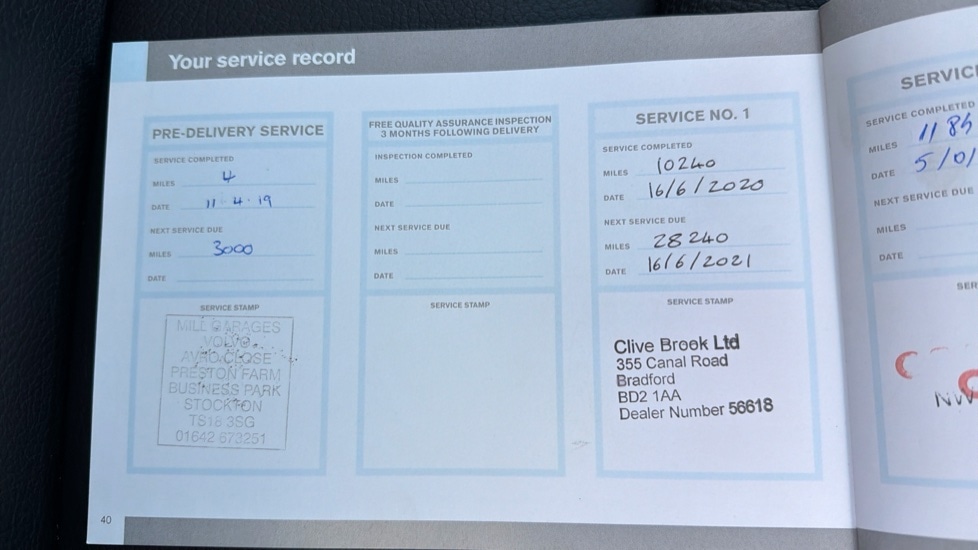 Your service record
PRE-DELIVERY SERVICE
SERVICE COMPLETED
MILES 4
DATE 11·4·19
NEXT SERVICE DUE
MILES 3000
DATE
SERVICE STAMP
MILL GARAGES
VOLVO
AVRO CLOSE
PRESTON FARM
BUSINESS PARK
STOCKTON
TS18 3SG
01642 673251
FREE QUALITY ASSURANCE INSPECTION
3 MONTHS FOLLOWING DELIVERY
INSPECTION COMPLETED
MILES
DATE
NEXT SERVICE DUE
MILES
DATE
SERVICE STAMP
SERVICE NO. 1
SERVICE COMPLETED
MILES 10240
DATE 16/6/2020
NEXT SERVICE DUE
MILES 28240
DATE 16/6/2021
SERVICE STAMP
Clive Brook Ltd
355 Canal Road
Bradford
BD2 1AA
Dealer Number 56618
SERVIC
SERVICE COMPLETED
MILES
DATE 5/01
NEXT SERVICE DUE
MILES
DATE
SER
40